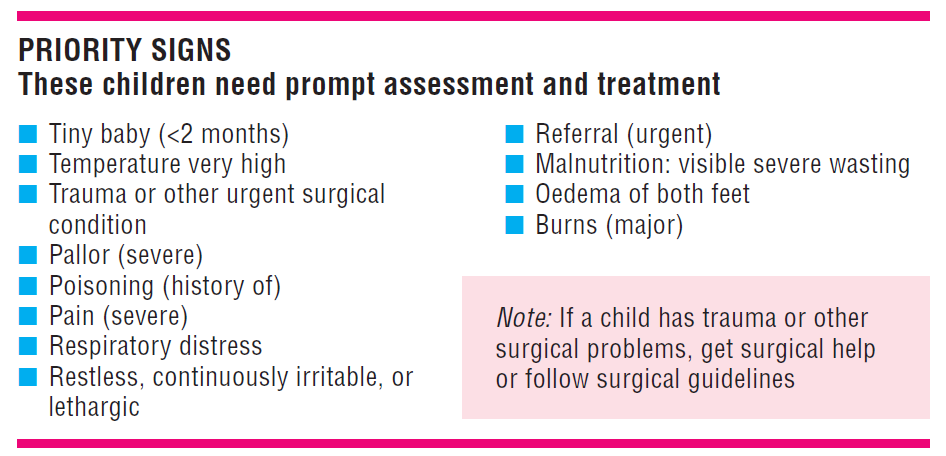 PRIORITY SIGNS
These children need prompt assessment and treatment
Tiny baby (<2 months)
Temperature very high
Trauma or other urgent surgical
condition
Pallor (severe)
Poisoning (history of)
Pain (severe)
Respiratory distress
Restless, continuously irritable, or
lethargic
Referral (urgent)
Malnutrition: visible severe wasting
Oedema of both feet
Burns (major)
Note: If a child has trauma or other
surgical problems, get surgical help
or follow surgical guidelines